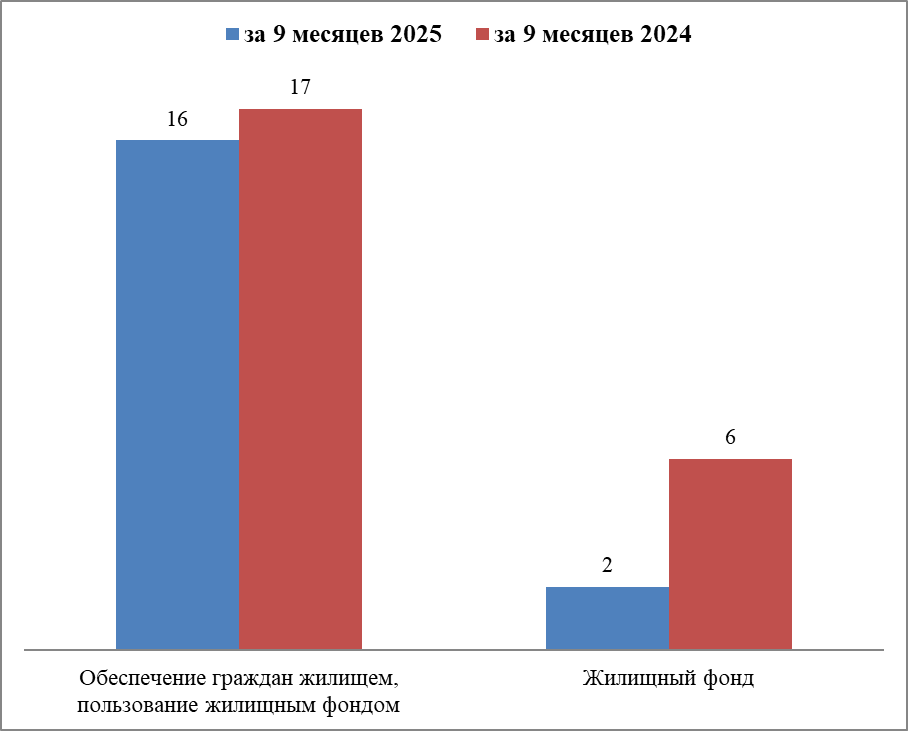 за 9 месяцев 2025 за 9 месяцев 2024
17
16
6
2
Обеспечение граждан жилищем,
пользование жилищным фондом
Жилищный фонд